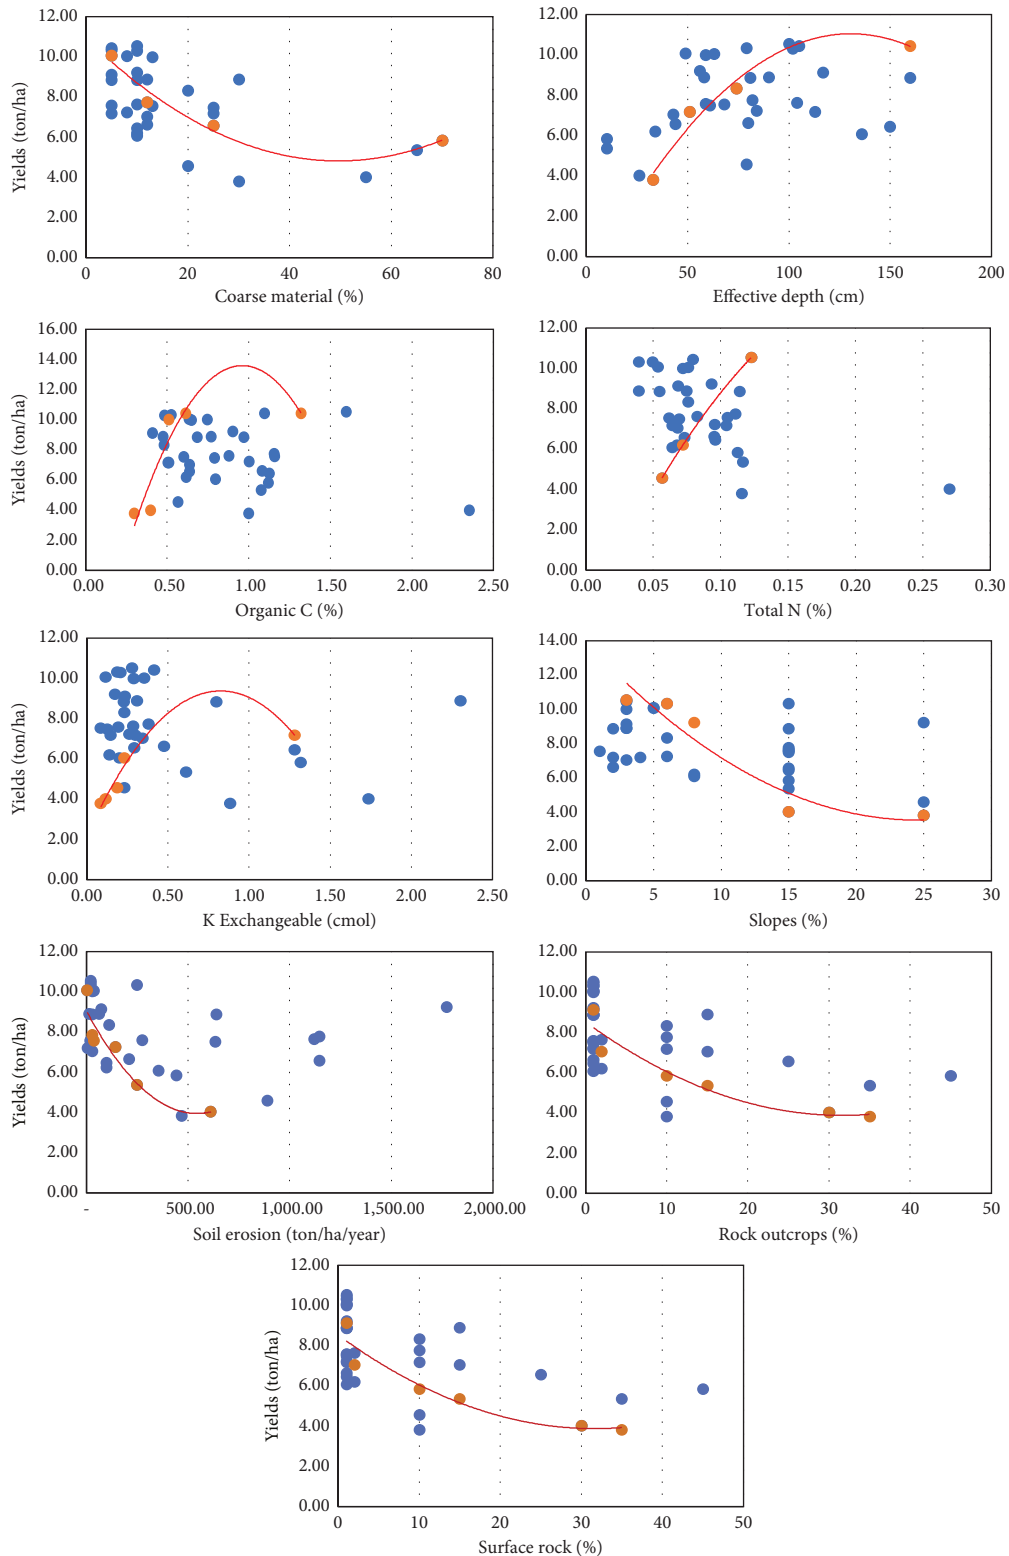 12.00
10.00
8.00
6.00
4.00
2.00
0.00
Yields (ton/ha)
0 20 40 60 80
Coarse material (%)
12.00
10.00
8.00
6.00
4.00
2.00
0.00
Yields (ton/ha)
0 50 100 150 200
Effective depth (cm)
16.00
14.00
12.00
10.00
8.00
6.00
4.00
2.00
0.00
Yields (ton/ha)
0.00 0.50 1.00 1.50 2.00 2.50
Organic C (%)
12.00
10.00
8.00
6.00
4.00
2.00
0.00
Yields (ton/ha)
0.00 0.05 0.10 0.15 0.20 0.25 0.30
Total N (%)
12.00
10.00
8.00
6.00
4.00
2.00
0.00
Yields (ton/ha)
0.00 0.50 1.00 1.50 2.00 2.50
K Exchangeable (cmol)
14.00
12.00
10.00
8.00
6.00
4.00
2.00
0.00
Yields (ton/ha)
0 5 10 15 20 25 30
Slopes (%)
12.00
10.00
8.00
6.00
4.00
2.00
0.00
Yields (ton/ha)
- 500.00 1,000.00 1,500.00 2,000.00
Soil erosion (ton/ha/year)
12.00
10.00
8.00
6.00
4.00
2.00
0.00
Yields (ton/ha)
0 10 20 30 40 50
Rock outcrops (%)
12.00
10.00
8.00
6.00
4.00
2.00
0.00
Yields (ton/ha)
0 10 20 30 40 50
Surface rock (%)